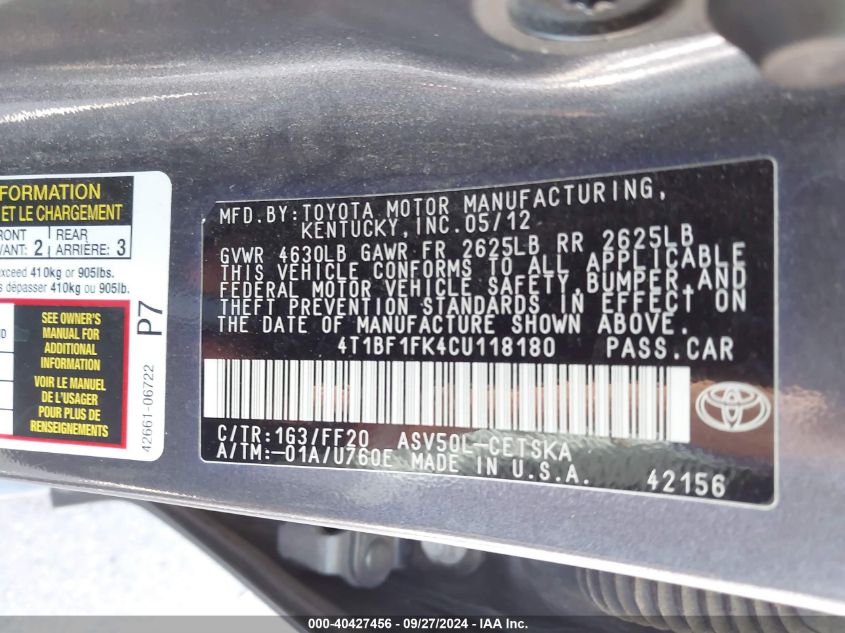 FORMATION
ET LE CHARGEMENT
FRONT
VANT: 2
REAR
ARRIÈRE: 3
exceed 410kg or 905lbs.
s dépasser 410kg ou 905lb.
SEE OWNER'S
MANUAL FOR
ADDITIONAL
INFORMATION
VOIR LE MANUEL
DE L'USAGER
POUR PLUS DE
RENSEIGNEMENTS
P7
42661-06722
MFD.BY:TOYOTA MOTOR MANUFACTURING,
KENTUCKY,INC.05/12
GVWR 4630LB GAWR FR 2625LB RR 2625LB
THIS VEHICLE CONFORMS TO ALL APPLICABLE
FEDERAL MOTOR VEHICLE SAFETY,BUMPER,AND
THEFT PREVENTION STANDARDS IN EFFECT ON
THE DATE OF MANUFACTURE SHOWN ABOVE.
4T1BF1FK4CU118180 PASS.CAR
C/TR:1G3/FF20 ASV50L-CETSKA
A/TM:-01A/U760E MADE IN U.S.A.
42156
000-40427456 • 09/27/2024 • IAA Inc.